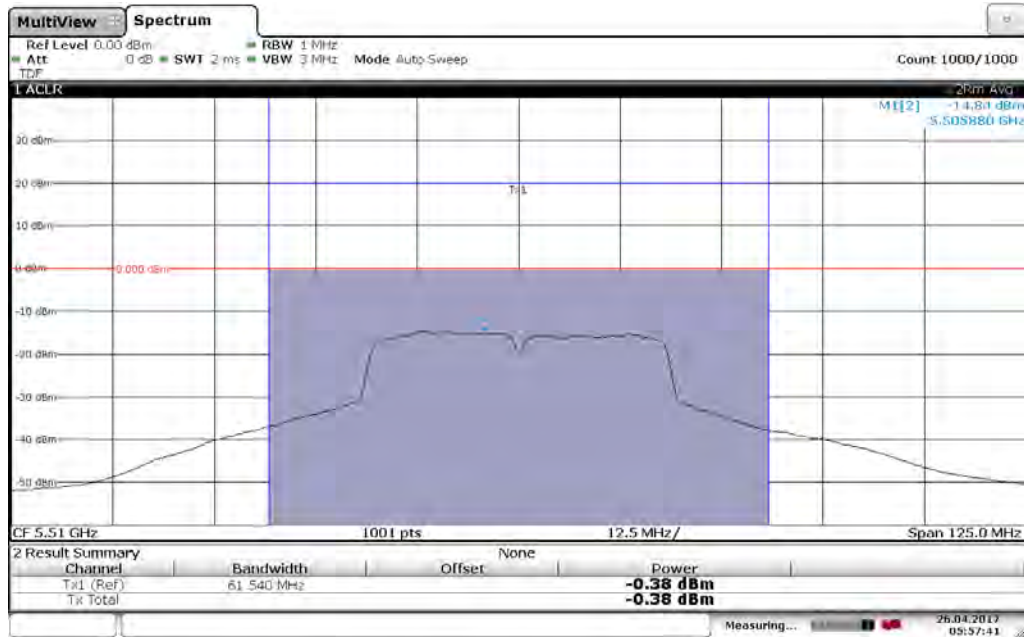 MultiView Spectrum
Ref Level 0.00 dBm RBW 1 MHz
Att 0 dB SWT 2 ms VBW 3 MHz Mode Auto Sweep Count 1000/1000
TDF
1 ACLR 2Rm Avg
M1[2] -14.84 dBm
5.505880 GHz
20 dBm
Tx1
10 dBm
0 dBm 0.000 dBm
-10 dBm
-20 dBm
-30 dBm
-40 dBm
-50 dBm
CF 5.51 GHz 1001 pts 12.5 MHz/ Span 125.0 MHz
2 Result Summary None
Channel Bandwidth Offset Power
Tx1 (Ref) 61.540 MHz -0.38 dBm
Tx Total -0.38 dBm
Measuring... 26.04.2017
05:57:41